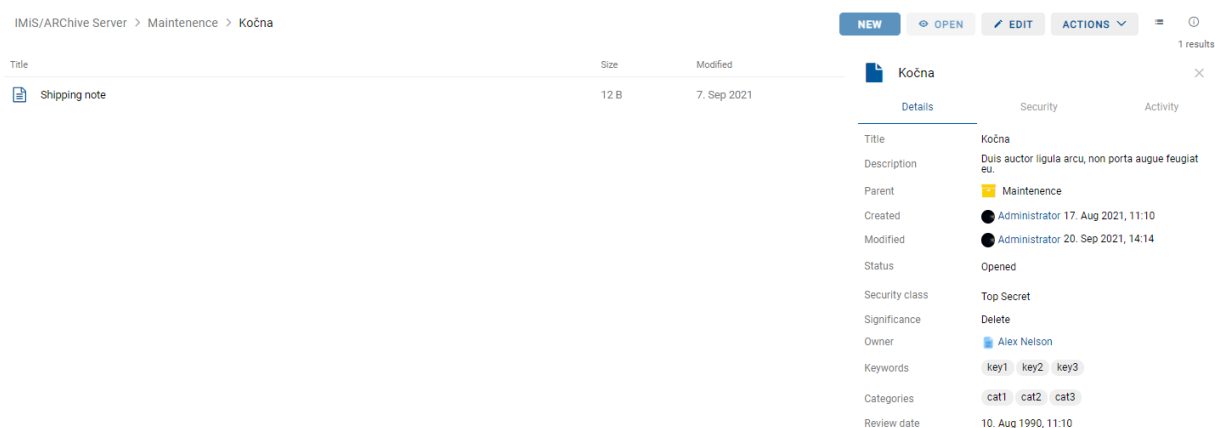 IMiS/ARChive Server > Maintenence > Kočna
NEW OPEN EDIT ACTIONS
1 results
Title Size Modified
Shipping note 12 B 7. Sep 2021
Kočna
Details Security Activity
Title Kočna
Description Duis auctor ligula arcu, non porta augue feugiat
eu.
Parent Maintenence
Created Administrator 17. Aug 2021, 11:10
Modified Administrator 20. Sep 2021, 14:14
Status Opened
Security class Top Secret
Significance Delete
Owner Alex Nelson
Keywords key1 key2 key3
Categories cat1 cat2 cat3
Review date 10. Aug 1990, 11:10